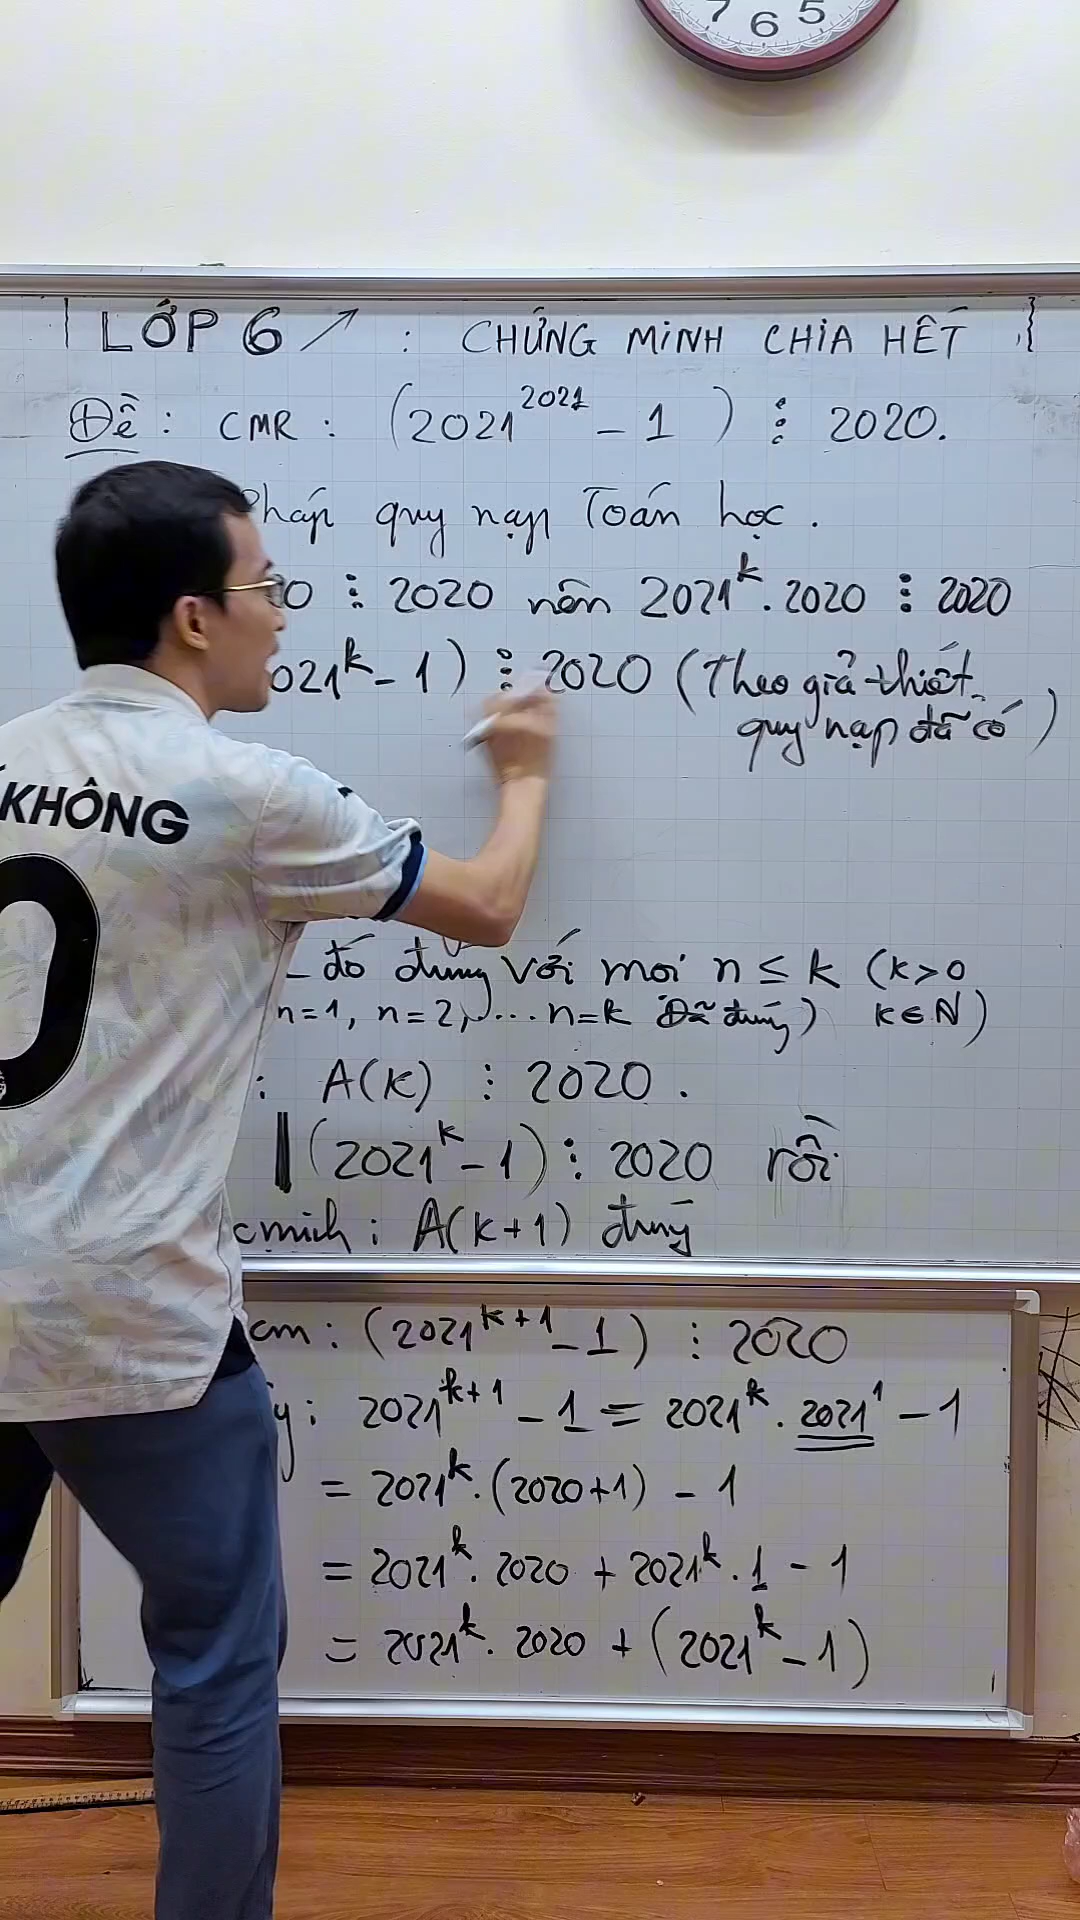 7 6 5
LỚP 6 ↗ : CHỨNG MINH CHIA HẾT
Đề : CMR : (2021^2021 - 1) ⋮ 2020.
Pháp quy nạp Toán học.
20 ⋮ 2020 nên 2021^k . 2020 ⋮ 2020
021^k - 1) ⋮ 2020 (Theo giả thiết
quy nạp đã có)
KHÔNG
0
đó đúng với mọi n ≤ k (k > 0
n=1, n=2, .... n=k Đã đúng) k ∈ N)
: A(k) ⋮ 2020.
(2021^k - 1) ⋮ 2020 rồi
cminh : A(k+1) đúng
cm : (2021^k+1 - 1) ⋮ 2020
y : 2021^k+1 - 1 = 2021^k . 2021^1 - 1
= 2021^k . (2020+1) - 1
= 2021^k . 2020 + 2021^k . 1 - 1
= 2021^k . 2020 + (2021^k - 1)